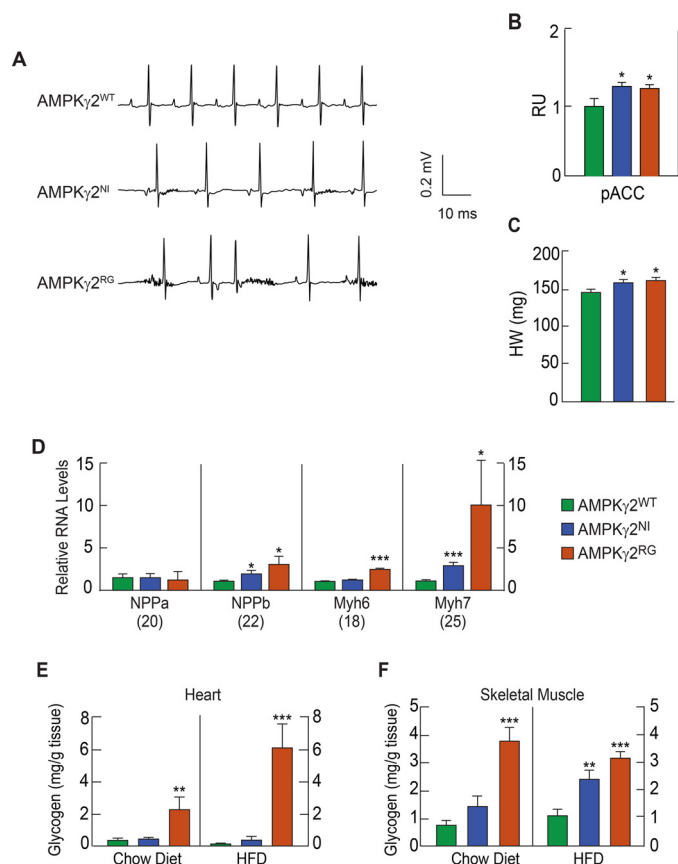 A
AMPKγ2WT
AMPKγ2NI
AMPKγ2RG
0.2 mV
10 ms
B
2
1
0
RU
* *
pACC
C
200
150
100
50
0
HW (mg)
* *
D
15
10
5
0
Relative RNA Levels
* * *** *** *
15
10
5
0
NPPa NPPb Myh6 Myh7
(20) (22) (18) (25)
AMPKγ2WT
AMPKγ2NI
AMPKγ2RG
E
Heart
8
6
4
2
0
Glycogen (mg/g tissue)
** ***
8
6
4
2
0
Chow Diet HFD
F
Skeletal Muscle
5
4
3
2
1
0
Glycogen (mg/g tissue)
*** ** ***
5
4
3
2
1
0
Chow Diet HFD